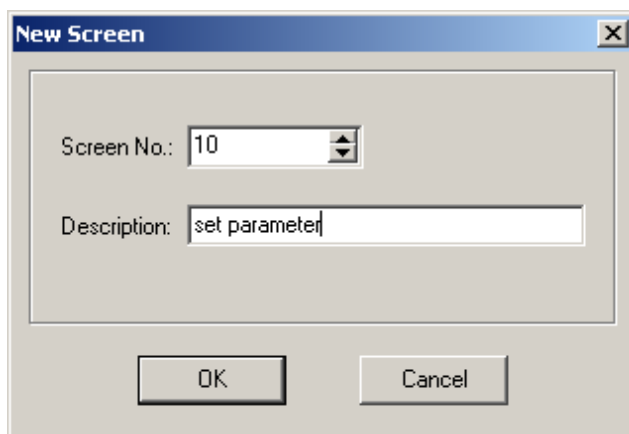 New Screen
Screen No.: 10
Description: set parameter
OK Cancel